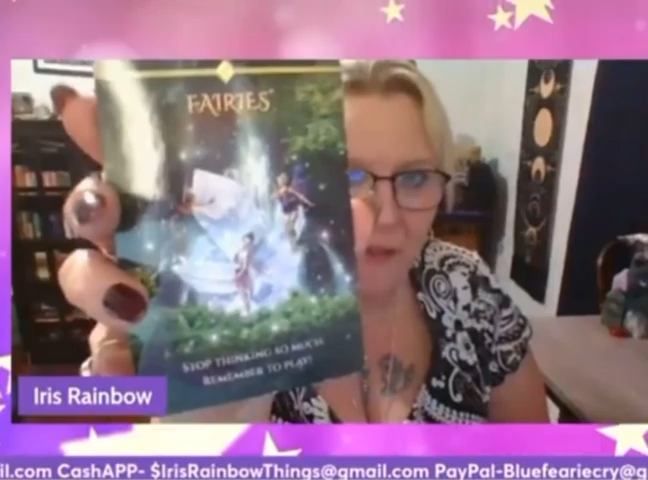 FAIRIES
STOP THINKING SO MUCH
REMEMBER TO PLAY!
Iris Rainbow
il.com CashAPP- $IrisRainbowThings@gmail.com PayPal-Bluefeariecry@g